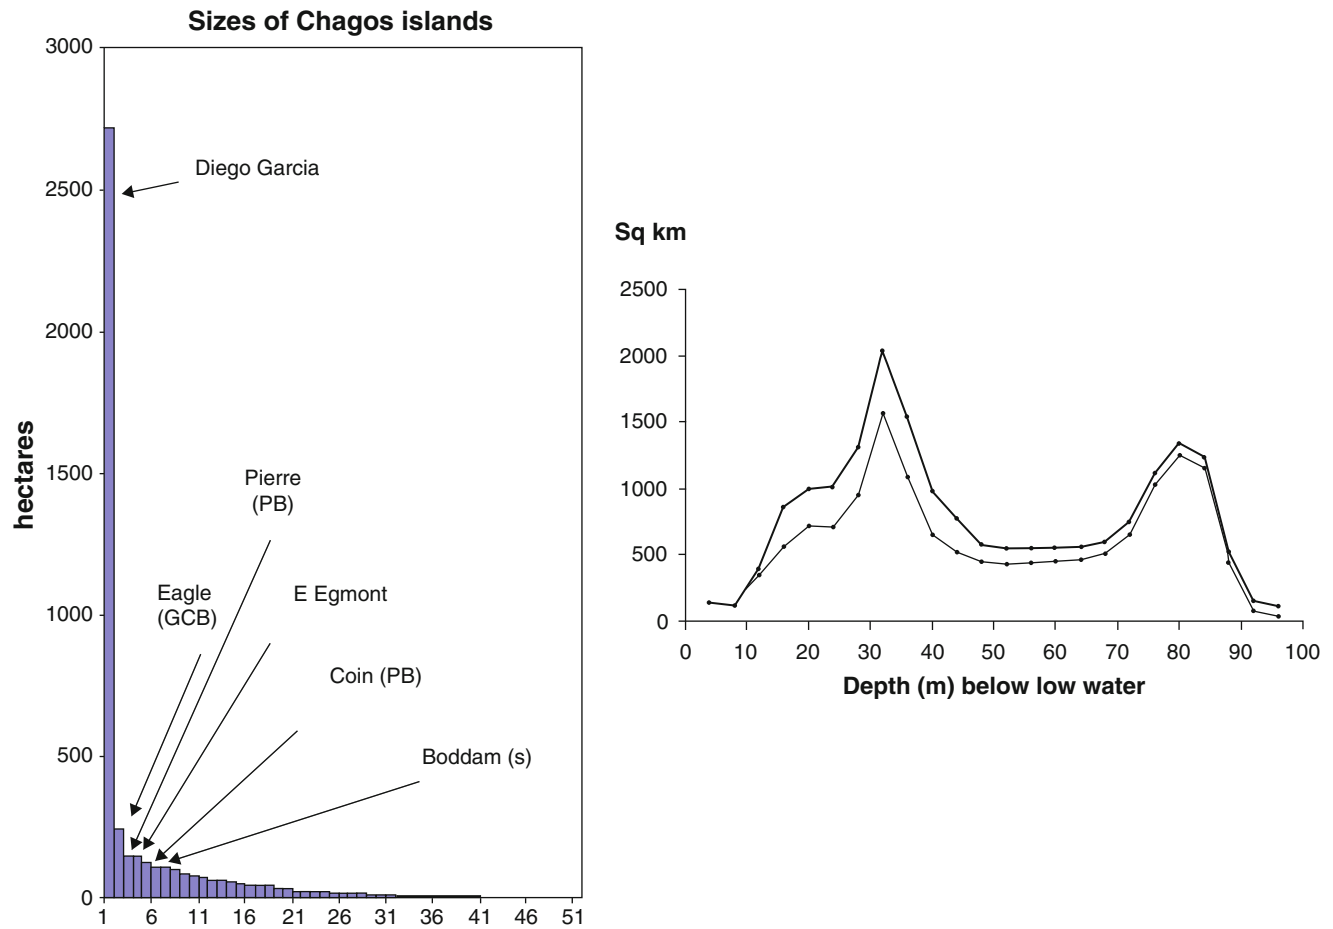 Sizes of Chagos islands
3000
2500
2000
1500
1000
500
0
hectares
Diego Garcia
Pierre
(PB)
Eagle
(GCB)
E Egmont
Coin (PB)
Boddam (s)
1 6 11 16 21 26 31 36 41 46 51
Sq km
2500
2000
1500
1000
500
0
0 10 20 30 40 50 60 70 80 90 100
Depth (m) below low water